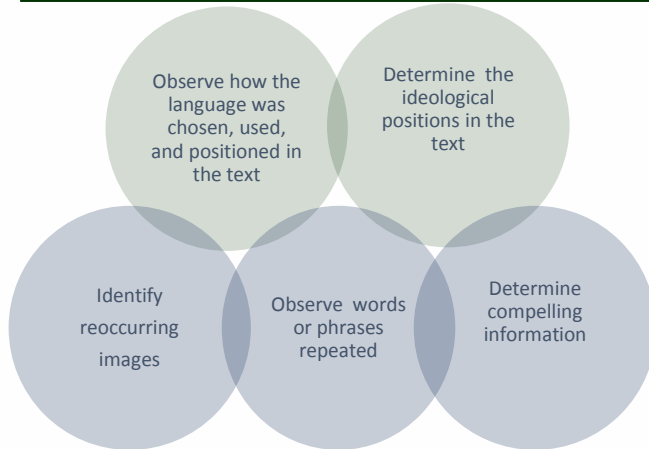 Observe how the
language was
chosen, used,
and positioned in
the text
Determine the
ideological
positions in the
text
Identify
reoccurring
images
Observe words
or phrases
repeated
Determine
compelling
information